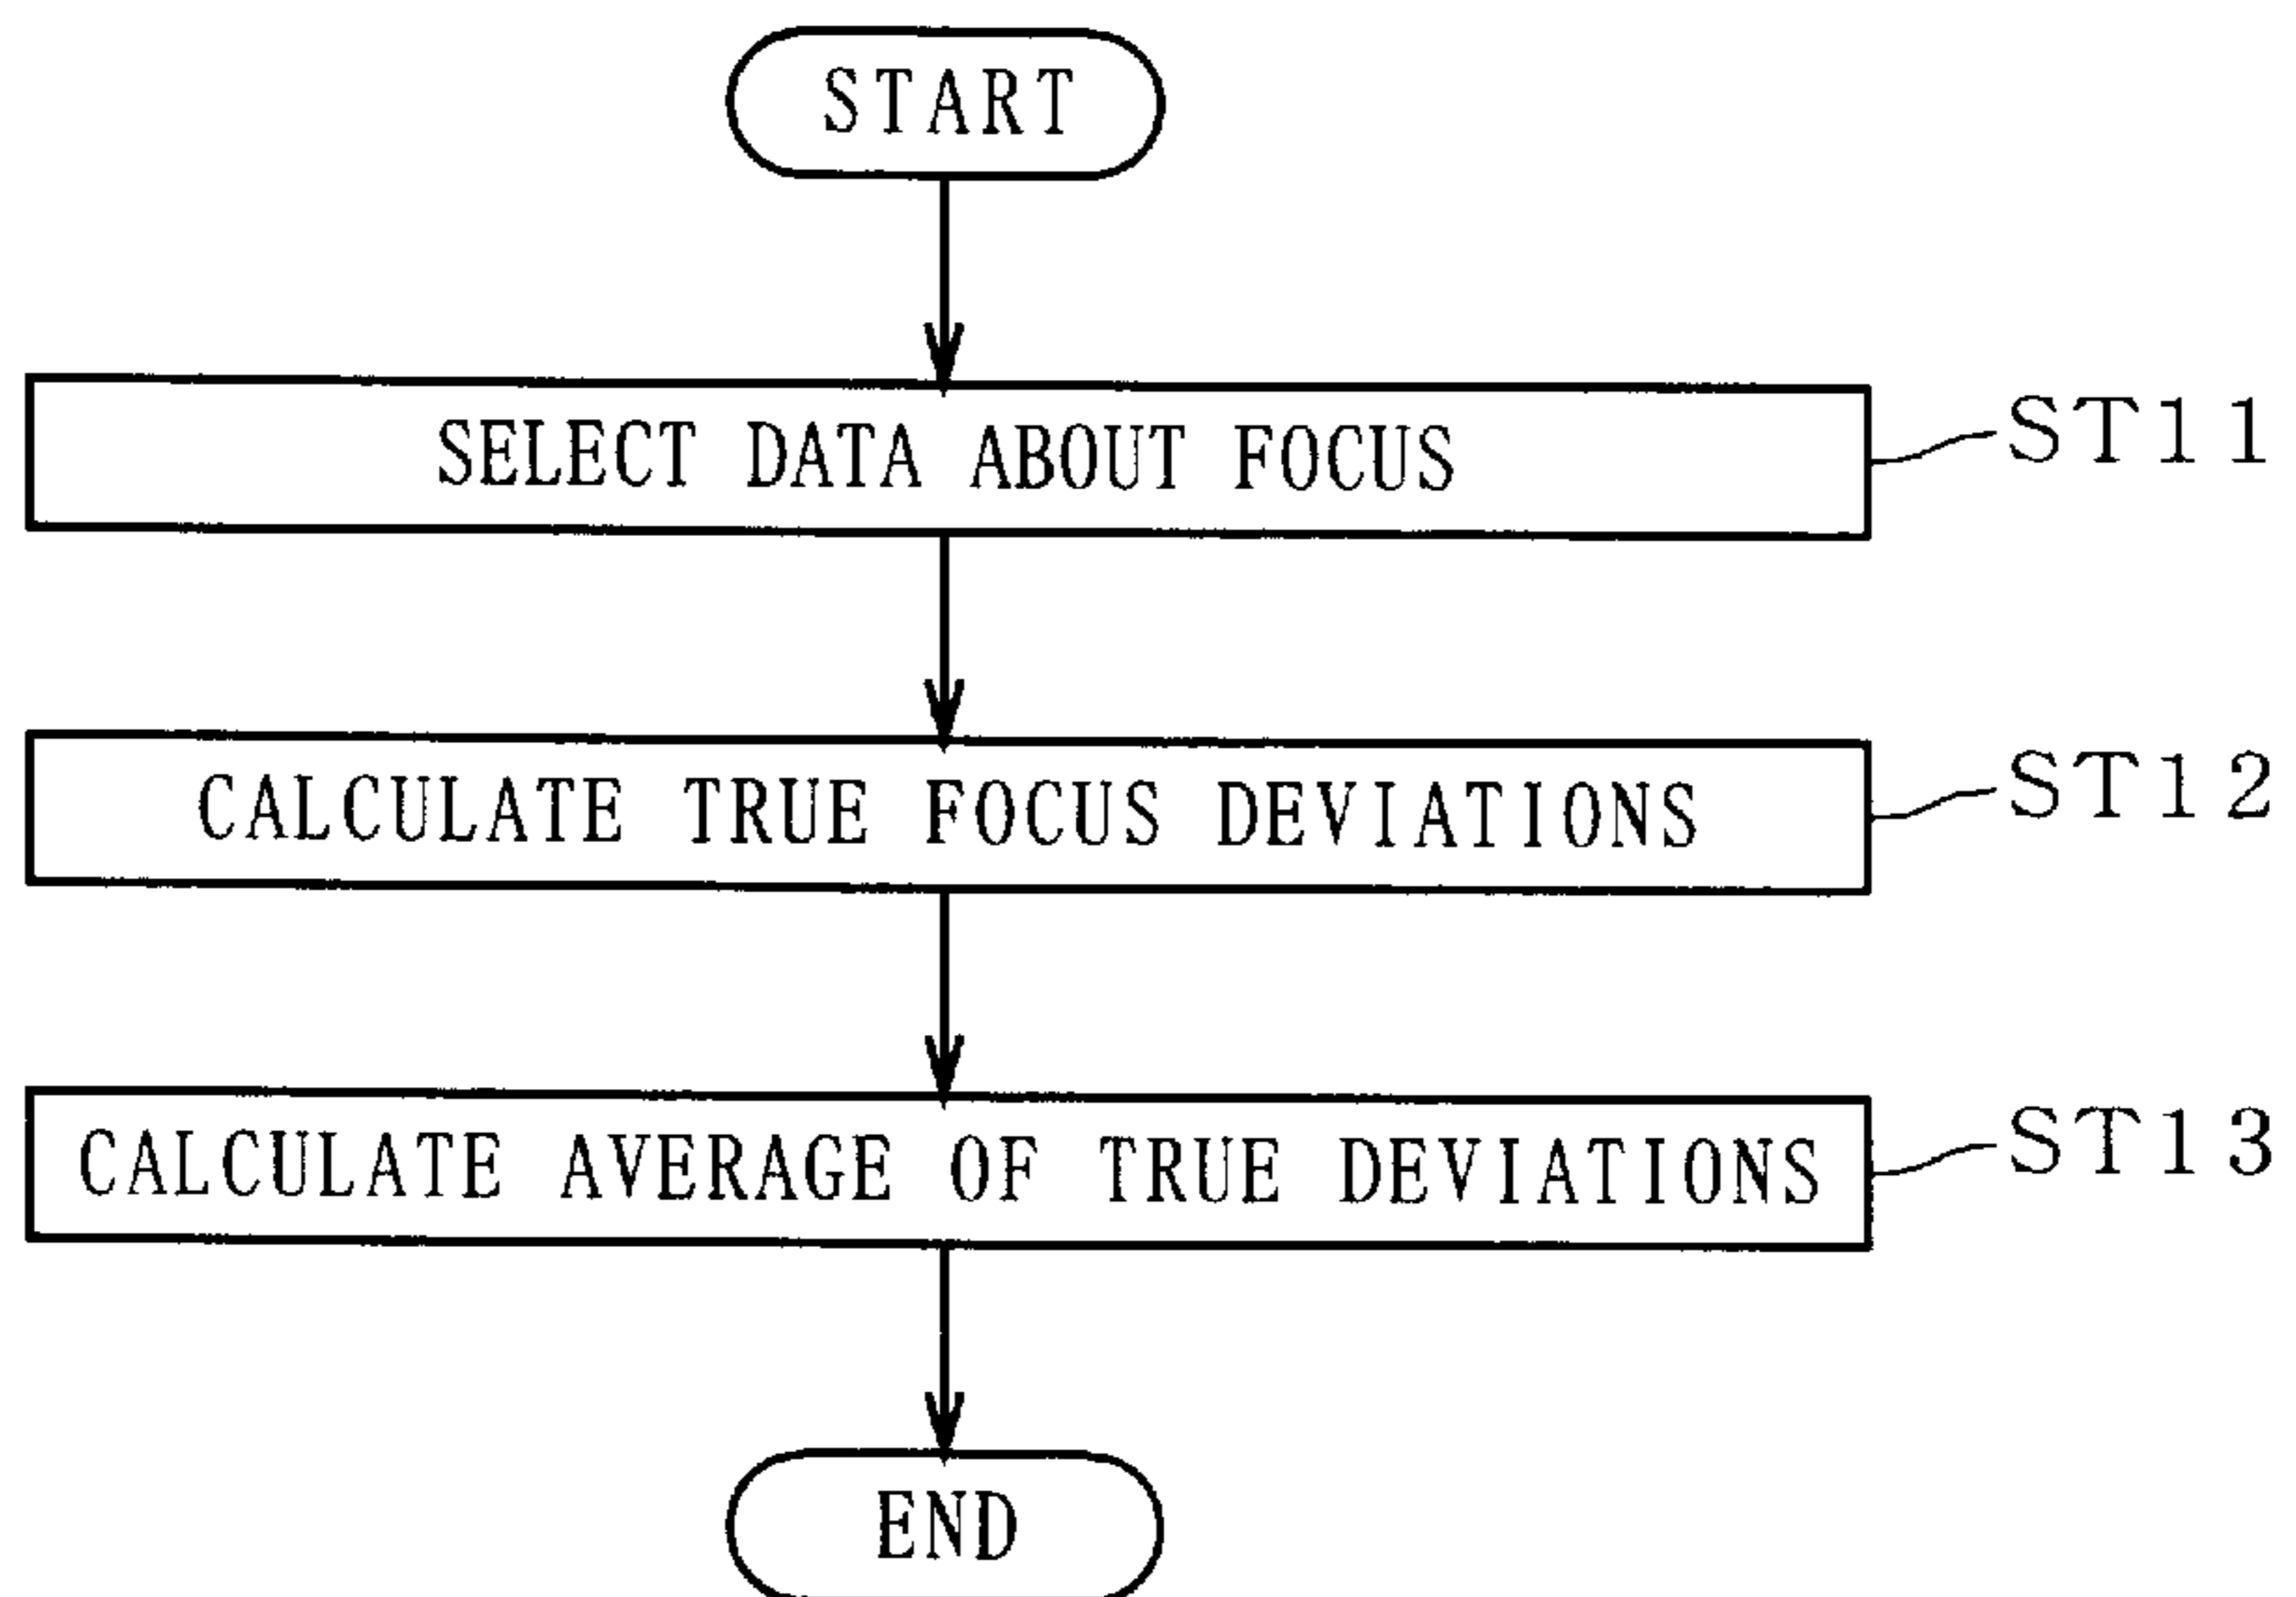 START
SELECT DATA ABOUT FOCUS
ST11
CALCULATE TRUE FOCUS DEVIATIONS
ST12
CALCULATE AVERAGE OF TRUE DEVIATIONS
ST13
END